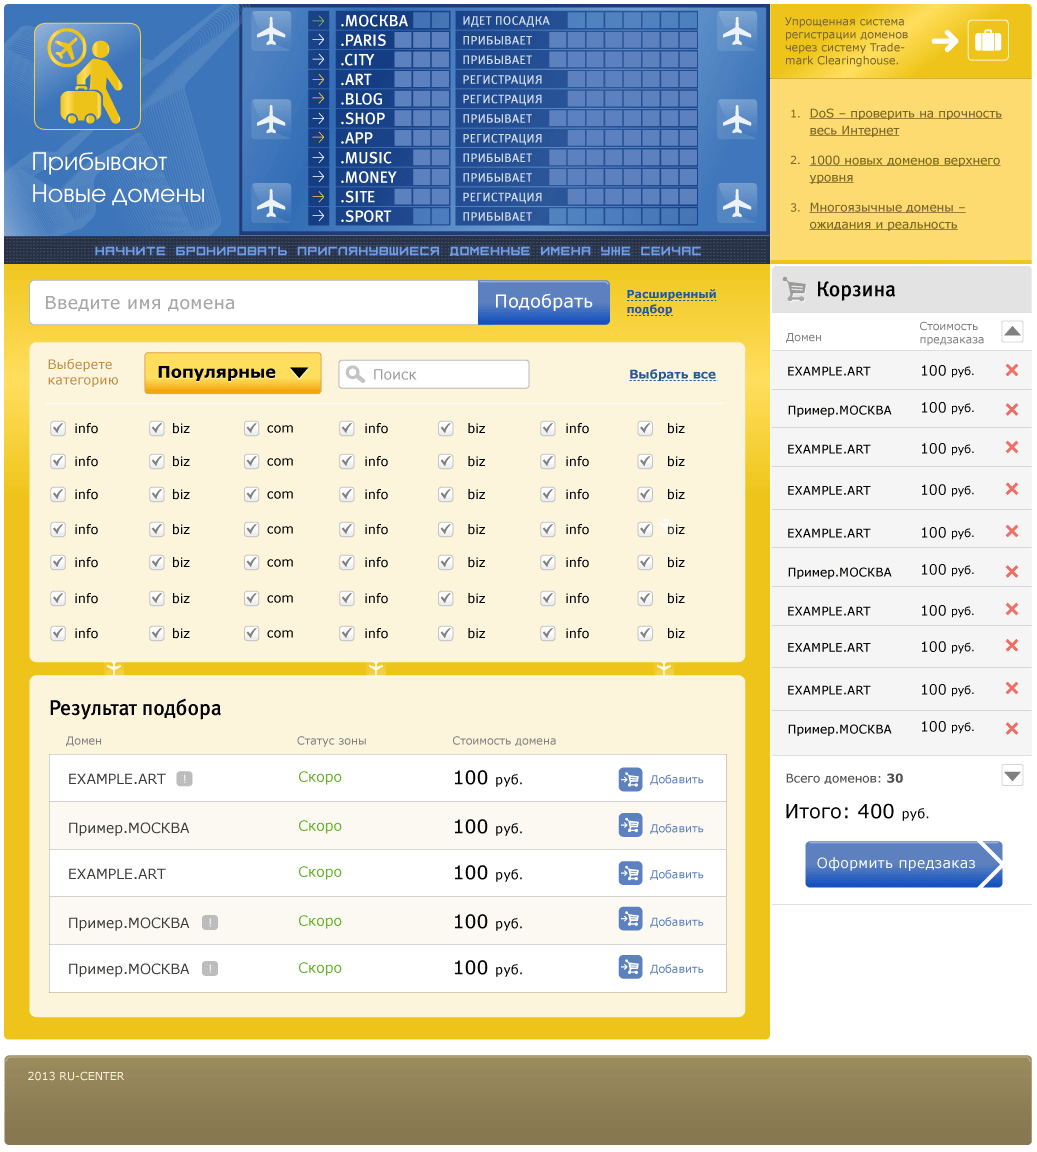 Прибывают
Новые домены
.МОСКВА ИДЕТ ПОСАДКА
.PARIS ПРИБЫВАЕТ
.CITY ПРИБЫВАЕТ
.ART РЕГИСТРАЦИЯ
.BLOG РЕГИСТРАЦИЯ
.SHOP ПРИБЫВАЕТ
.APP РЕГИСТРАЦИЯ
.MUSIC ПРИБЫВАЕТ
.MONEY ПРИБЫВАЕТ
.SITE РЕГИСТРАЦИЯ
.SPORT ПРИБЫВАЕТ
НАЧНИТЕ БРОНИРОВАТЬ ПРИГЛЯНУВШИЕСЯ ДОМЕННЫЕ ИМЕНА УЖЕ СЕЙЧАС
Упрощенная система
регистрации доменов
через систему Trade-
mark Clearinghouse.
1. DoS – проверить на прочность
весь Интернет
2. 1000 новых доменов верхнего
уровня
3. Многоязычные домены –
ожидания и реальность
Введите имя домена Подобрать
Расширенный
подбор
Выберете
категорию
Популярные
Поиск
Выбрать все
info biz com info biz info biz
info biz com info biz info biz
info biz com info biz info biz
info biz com info biz info biz
info biz com info biz info biz
info biz com info biz info biz
info biz com info biz info biz
Результат подбора
Домен Статус зоны Стоимость домена
EXAMPLE.ART ! Скоро 100 руб. Добавить
Пример.МОСКВА Скоро 100 руб. Добавить
EXAMPLE.ART Скоро 100 руб. Добавить
Пример.МОСКВА ! Скоро 100 руб. Добавить
Пример.МОСКВА ! Скоро 100 руб. Добавить
Корзина
Домен
Стоимость
предзаказа
EXAMPLE.ART 100 руб.
Пример.МОСКВА 100 руб.
EXAMPLE.ART 100 руб.
EXAMPLE.ART 100 руб.
EXAMPLE.ART 100 руб.
Пример.МОСКВА 100 руб.
EXAMPLE.ART 100 руб.
EXAMPLE.ART 100 руб.
EXAMPLE.ART 100 руб.
Пример.МОСКВА 100 руб.
Всего доменов: 30
Итого: 400 руб.
Оформить предзаказ
2013 RU-CENTER